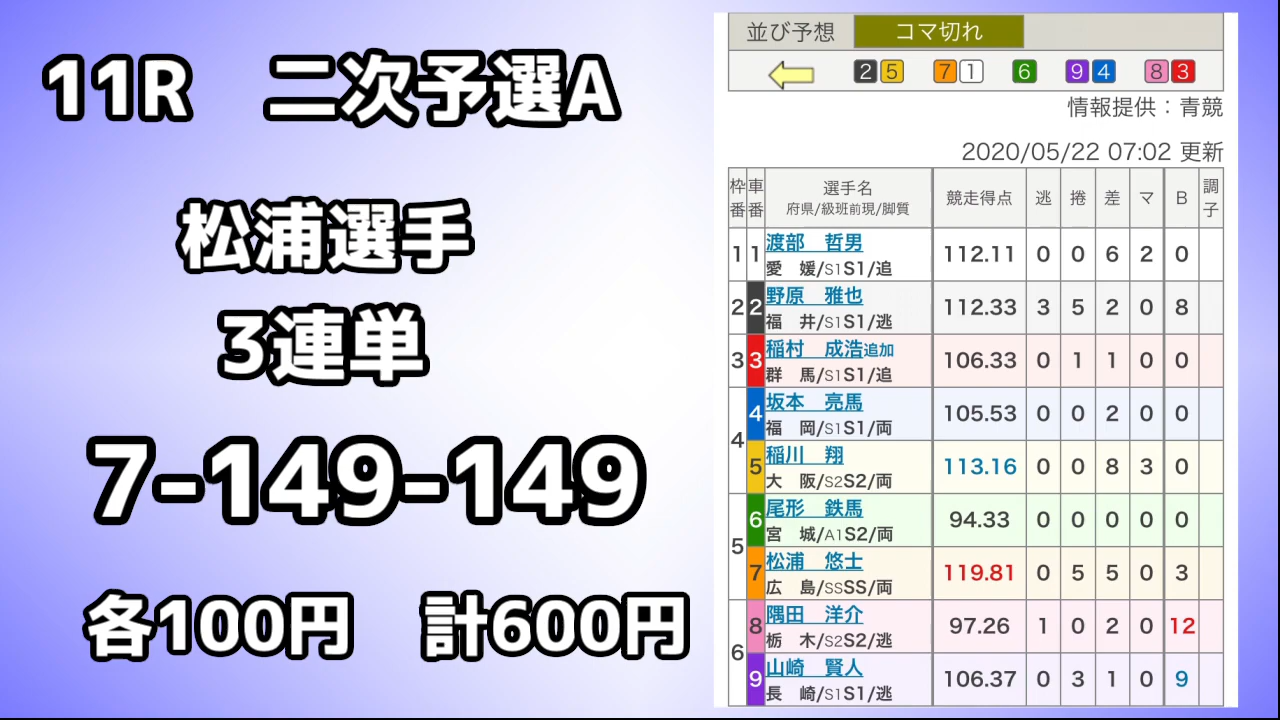 11R 二次予選A
松浦選手
3連単
7-149-149
各100円 計600円
並び予想 コマ切れ
2 5 7 1 6 9 4 8 3
情報提供：青競
2020/05/22 07:02 更新
枠番 車番 選手名 府県/級班前現/脚質 競走得点 逃 捲 差 マ B 調子
1 1 渡部 哲男 112.11 0 0 6 2 0
愛 媛/S1S1/追
2 2 野原 雅也 112.33 3 5 2 0 8
福 井/S1S1/逃
3 3 稲村 成浩追加 106.33 0 1 1 0 0
群 馬/S1S1/追
4 4 坂本 亮馬 105.53 0 0 2 0 0
福 岡/S1S1/両
5 稲川 翔 113.16 0 0 8 3 0
大 阪/S2S2/両
5 6 尾形 鉄馬 94.33 0 0 0 0 0
宮 城/A1S2/両
7 松浦 悠士 119.81 0 5 5 0 3
広 島/SSSS/両
6 8 隅田 洋介 97.26 1 0 2 0 12
栃 木/S2S2/逃
9 山崎 賢人 106.37 0 3 1 0 9
長 崎/S1S1/逃